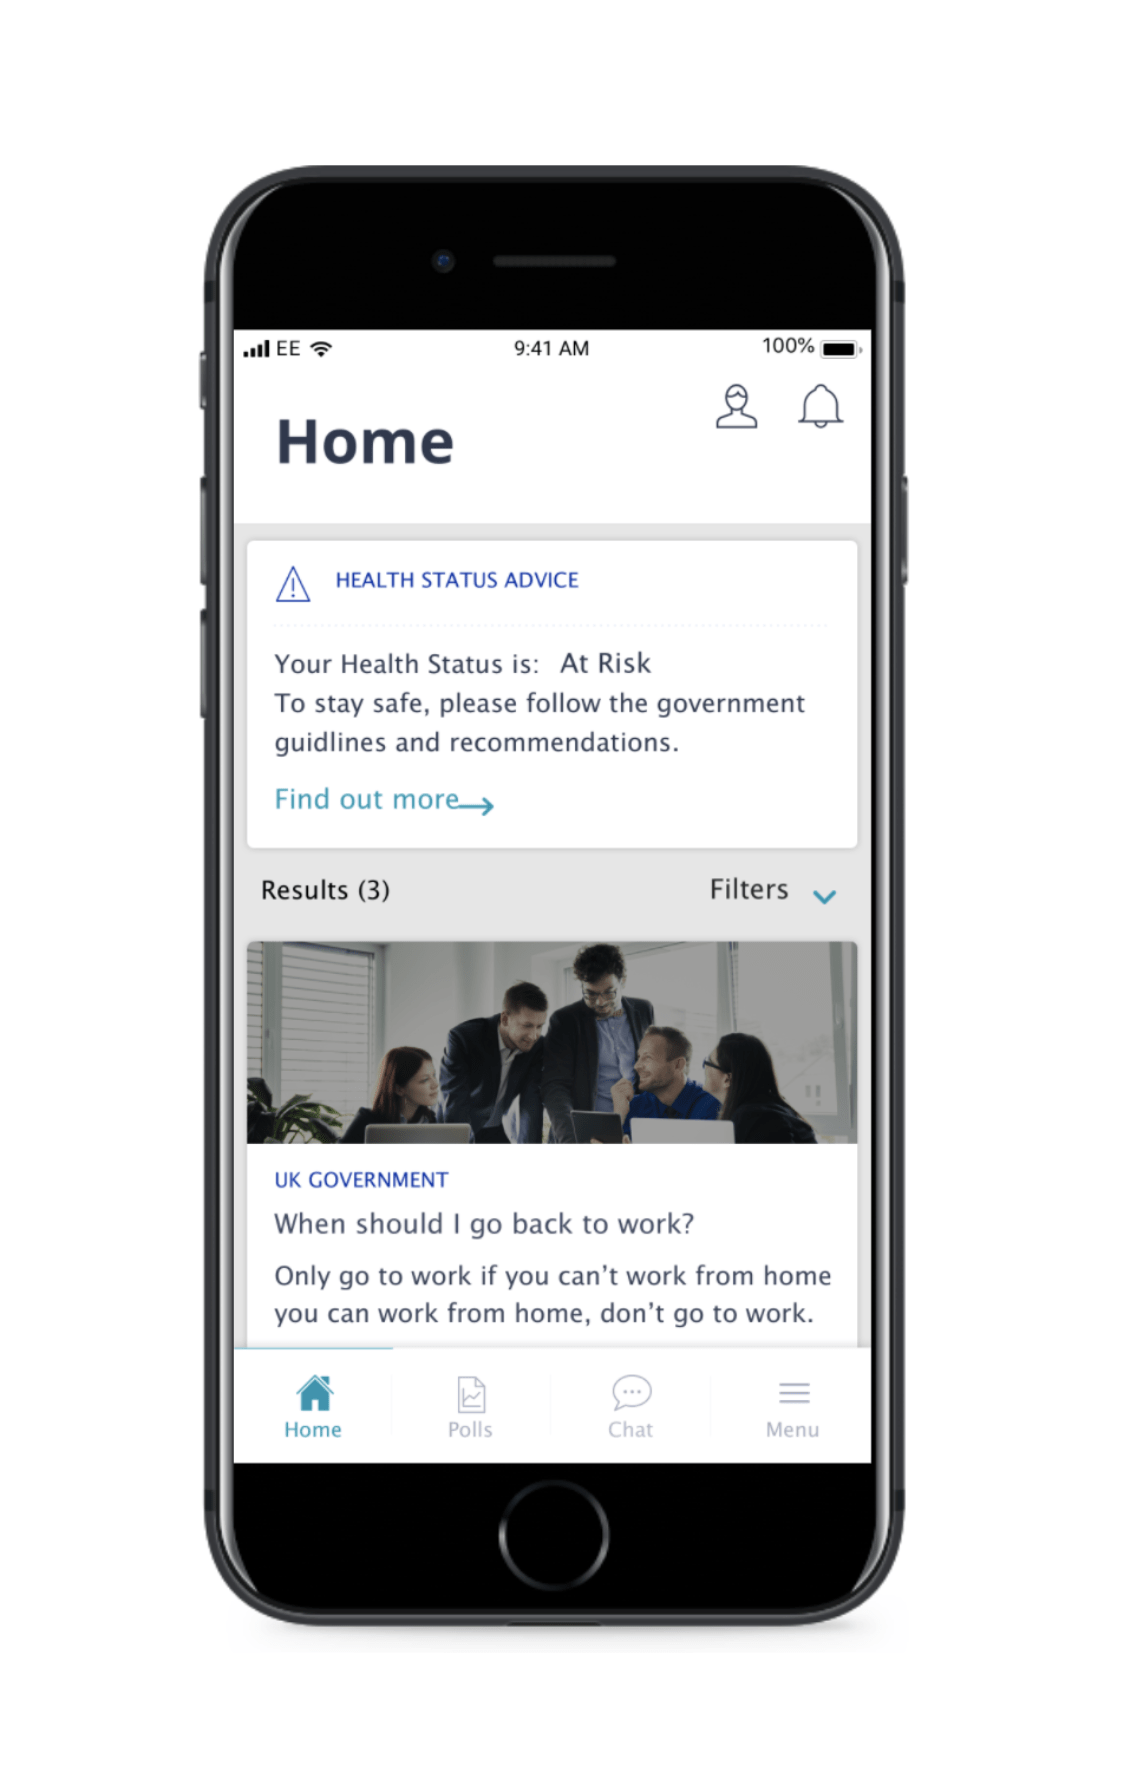 EE 9:41 AM 100%
Home
HEALTH STATUS ADVICE
Your Health Status is: At Risk
To stay safe, please follow the government
guidlines and recommendations.
Find out more
Results (3) Filters
UK GOVERNMENT
When should I go back to work?
Only go to work if you can’t work from home
you can work from home, don’t go to work.
Home Polls Chat Menu